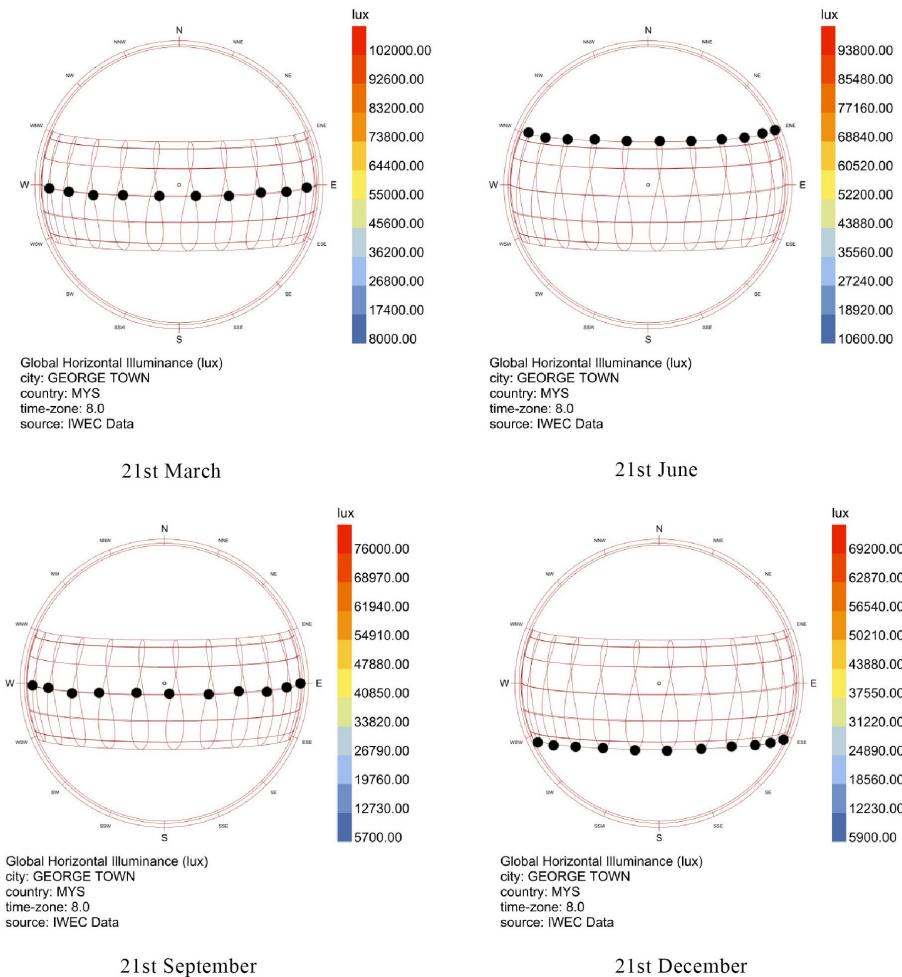 lux
N
NNW
NNE
NW
NE
WNW
ENE
W
E
WSW
ESE
SW
SE
SSW
SSE
S
102000.00
92600.00
83200.00
73800.00
64400.00
55000.00
45600.00
36200.00
26800.00
17400.00
8000.00
Global Horizontal Illuminance (lux)
city: GEORGE TOWN
country: MYS
time-zone: 8.0
source: IWEC Data
21st March
lux
N
NNW
NNE
NW
NE
WNW
ENE
W
E
WSW
ESE
SW
SE
SSW
SSE
S
93800.00
85480.00
77160.00
68840.00
60520.00
52200.00
43880.00
35560.00
27240.00
18920.00
10600.00
Global Horizontal Illuminance (lux)
city: GEORGE TOWN
country: MYS
time-zone: 8.0
source: IWEC Data
21st June
lux
N
NNW
NNE
NW
NE
WNW
ENE
W
E
WSW
ESE
SW
SE
SSW
SSE
S
76000.00
68970.00
61940.00
54910.00
47880.00
40850.00
33820.00
26790.00
19760.00
12730.00
5700.00
Global Horizontal Illuminance (lux)
city: GEORGE TOWN
country: MYS
time-zone: 8.0
source: IWEC Data
21st September
lux
N
NNW
NNE
NW
NE
WNW
ENE
W
E
WSW
ESE
SW
SE
SSW
SSE
S
69200.00
62870.00
56540.00
50210.00
43880.00
37550.00
31220.00
24890.00
18560.00
12230.00
5900.00
Global Horizontal Illuminance (lux)
city: GEORGE TOWN
country: MYS
time-zone: 8.0
source: IWEC Data
21st December